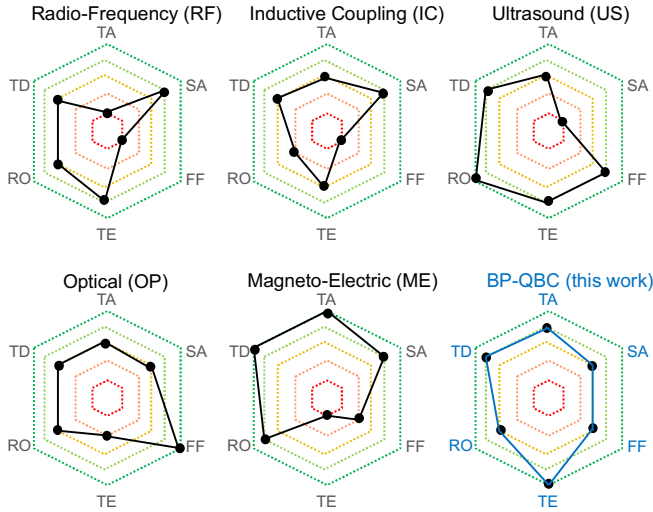 Radio-Frequency (RF)
TA
SA
FF
TE
RO
TD
Inductive Coupling (IC)
TA
SA
FF
TE
RO
TD
Ultrasound (US)
TA
SA
FF
TE
RO
TD
Optical (OP)
TA
SA
FF
TE
RO
TD
Magneto-Electric (ME)
TA
SA
FF
TE
RO
TD
BP-QBC (this work)
TA
SA
FF
TE
RO
TD